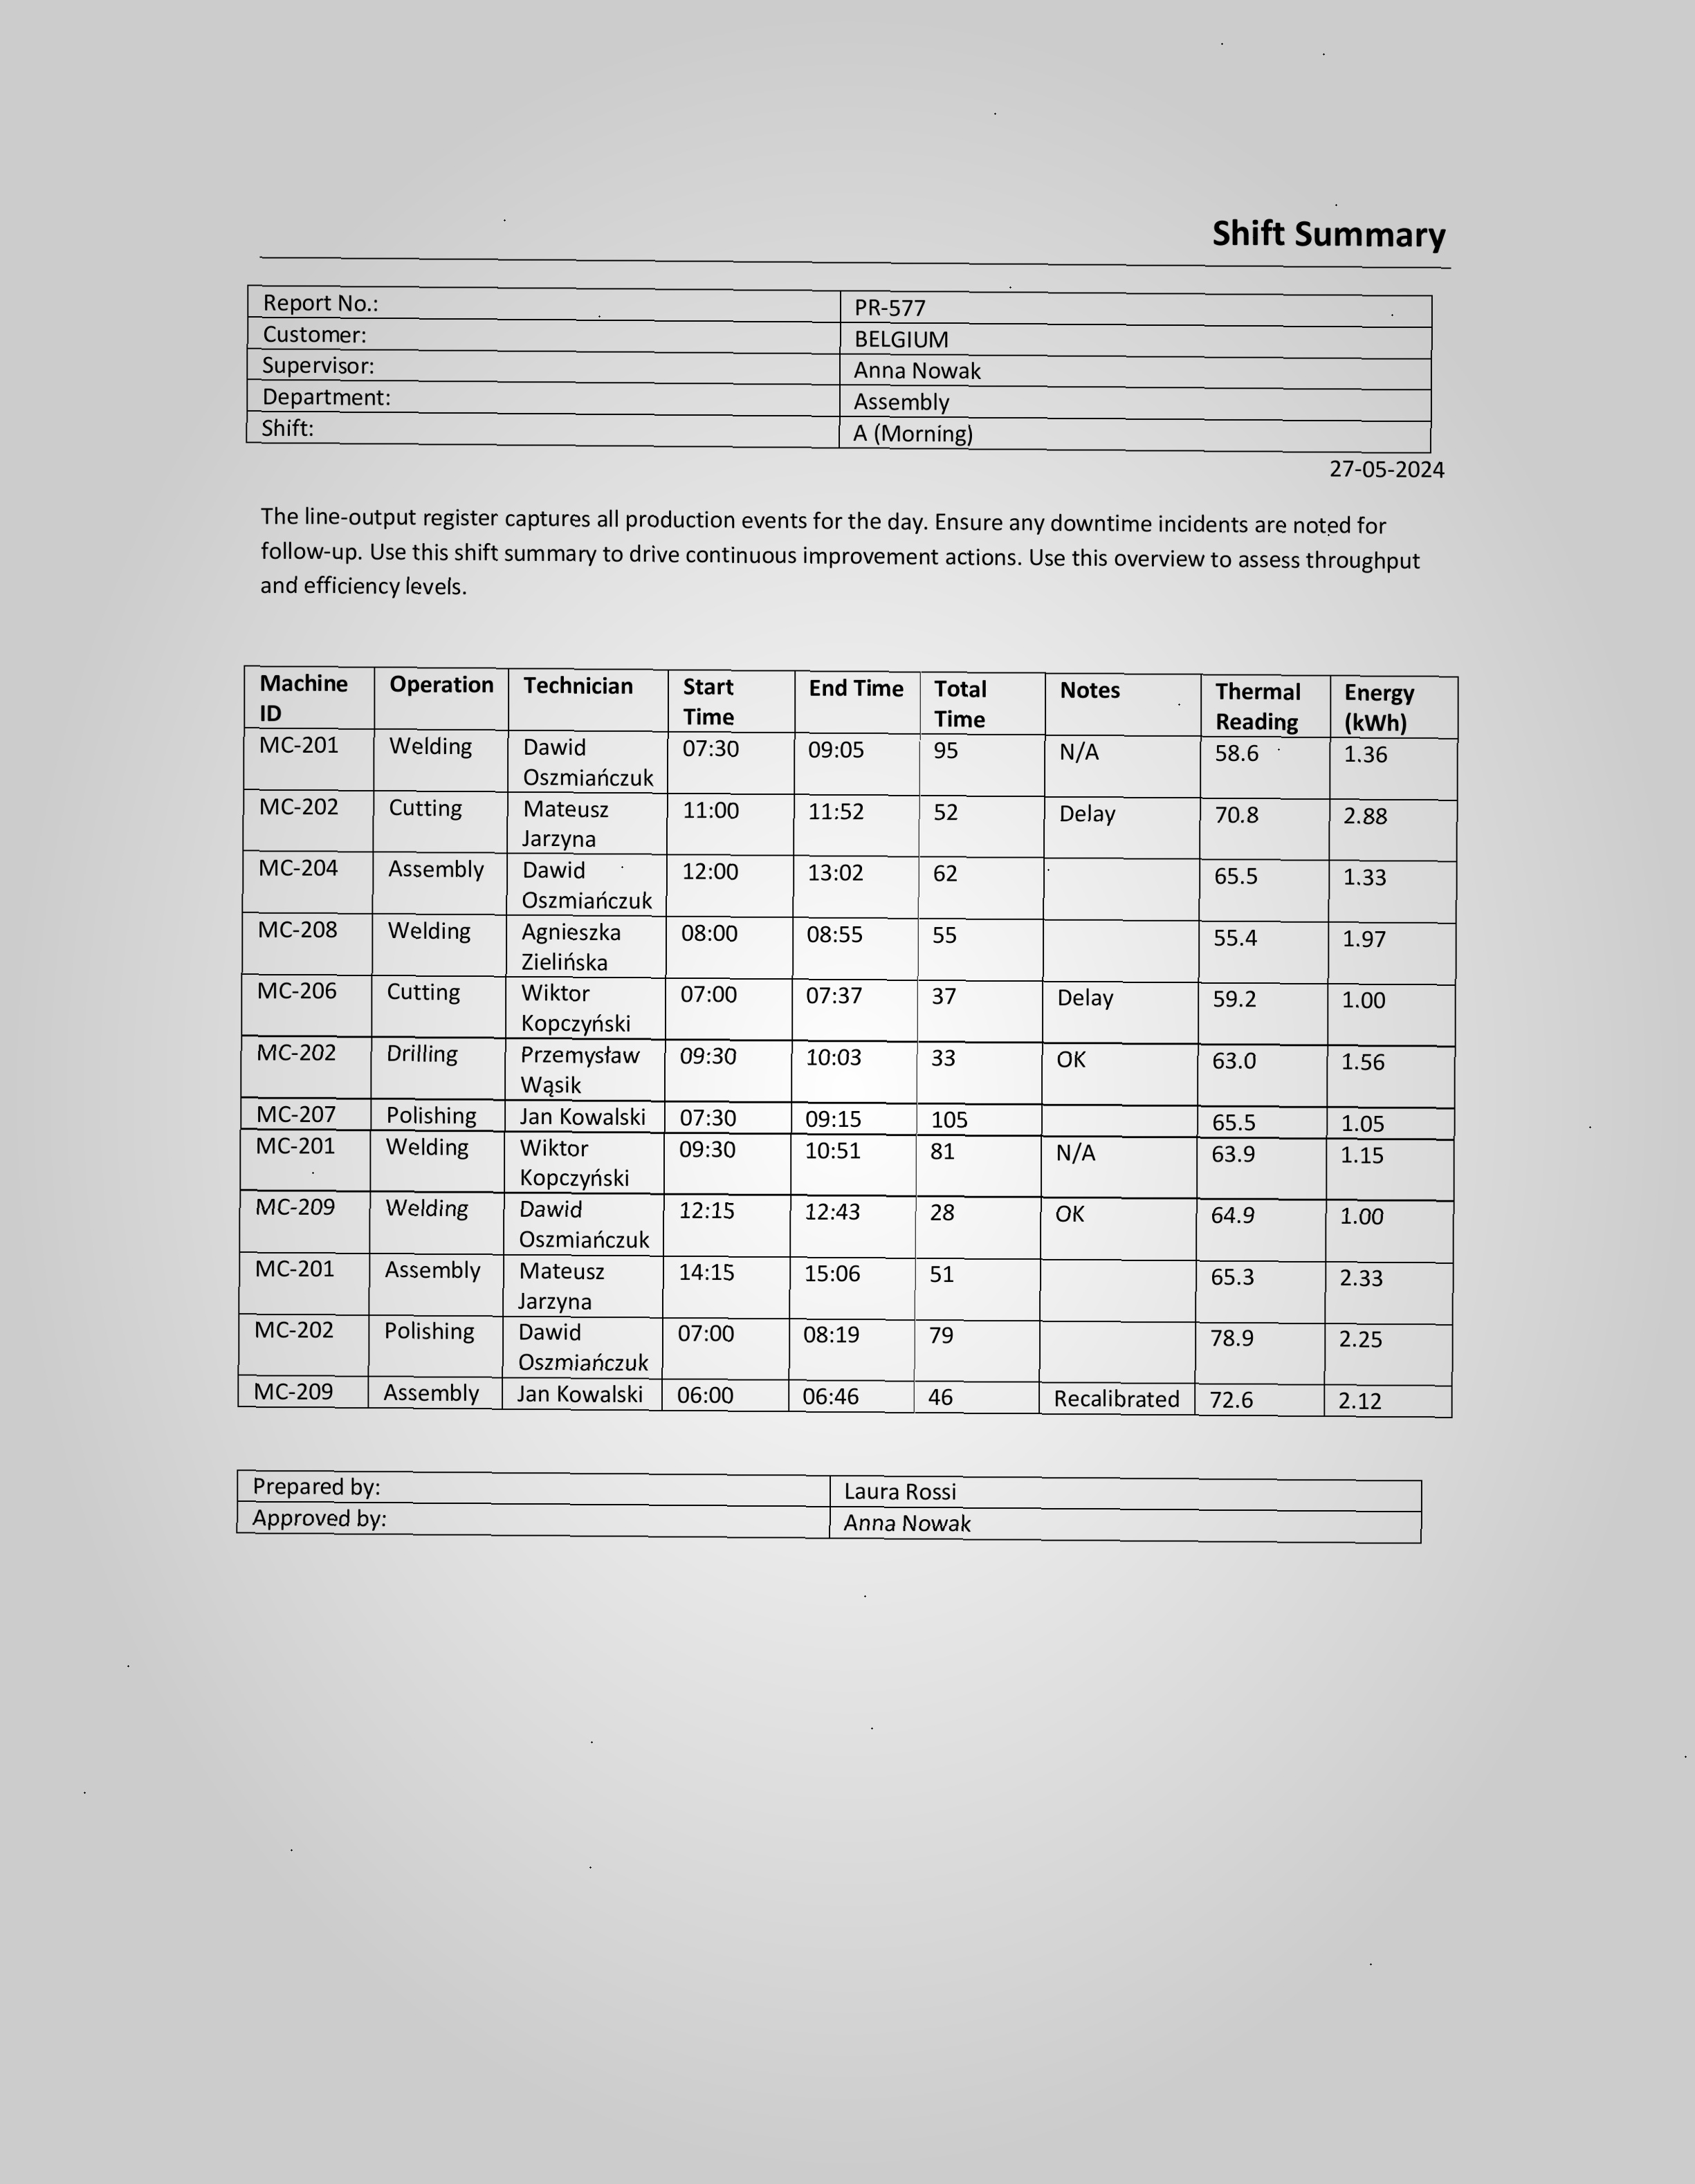 Shift Summary
Report No.: PR-577
Customer: BELGIUM
Supervisor: Anna Nowak
Department: Assembly
Shift: A (Morning)
27-05-2024
The line-output register captures all production events for the day. Ensure any downtime incidents are noted for
follow-up. Use this shift summary to drive continuous improvement actions. Use this overview to assess throughput
and efficiency levels.
Machine ID Operation Technician Start Time End Time Total Time Notes Thermal Reading Energy (kWh)
MC-201 Welding Dawid Oszmiańczuk 07:30 09:05 95 N/A 58.6 1.36
MC-202 Cutting Mateusz Jarzyna 11:00 11:52 52 Delay 70.8 2.88
MC-204 Assembly Dawid Oszmiańczuk 12:00 13:02 62 65.5 1.33
MC-208 Welding Agnieszka Zielińska 08:00 08:55 55 55.4 1.97
MC-206 Cutting Wiktor Kopczyński 07:00 07:37 37 Delay 59.2 1.00
MC-202 Drilling Przemysław Wąsik 09:30 10:03 33 OK 63.0 1.56
MC-207 Polishing Jan Kowalski 07:30 09:15 105 65.5 1.05
MC-201 Welding Wiktor Kopczyński 09:30 10:51 81 N/A 63.9 1.15
MC-209 Welding Dawid Oszmiańczuk 12:15 12:43 28 OK 64.9 1.00
MC-201 Assembly Mateusz Jarzyna 14:15 15:06 51 65.3 2.33
MC-202 Polishing Dawid Oszmiańczuk 07:00 08:19 79 78.9 2.25
MC-209 Assembly Jan Kowalski 06:00 06:46 46 Recalibrated 72.6 2.12
Prepared by: Laura Rossi
Approved by: Anna Nowak